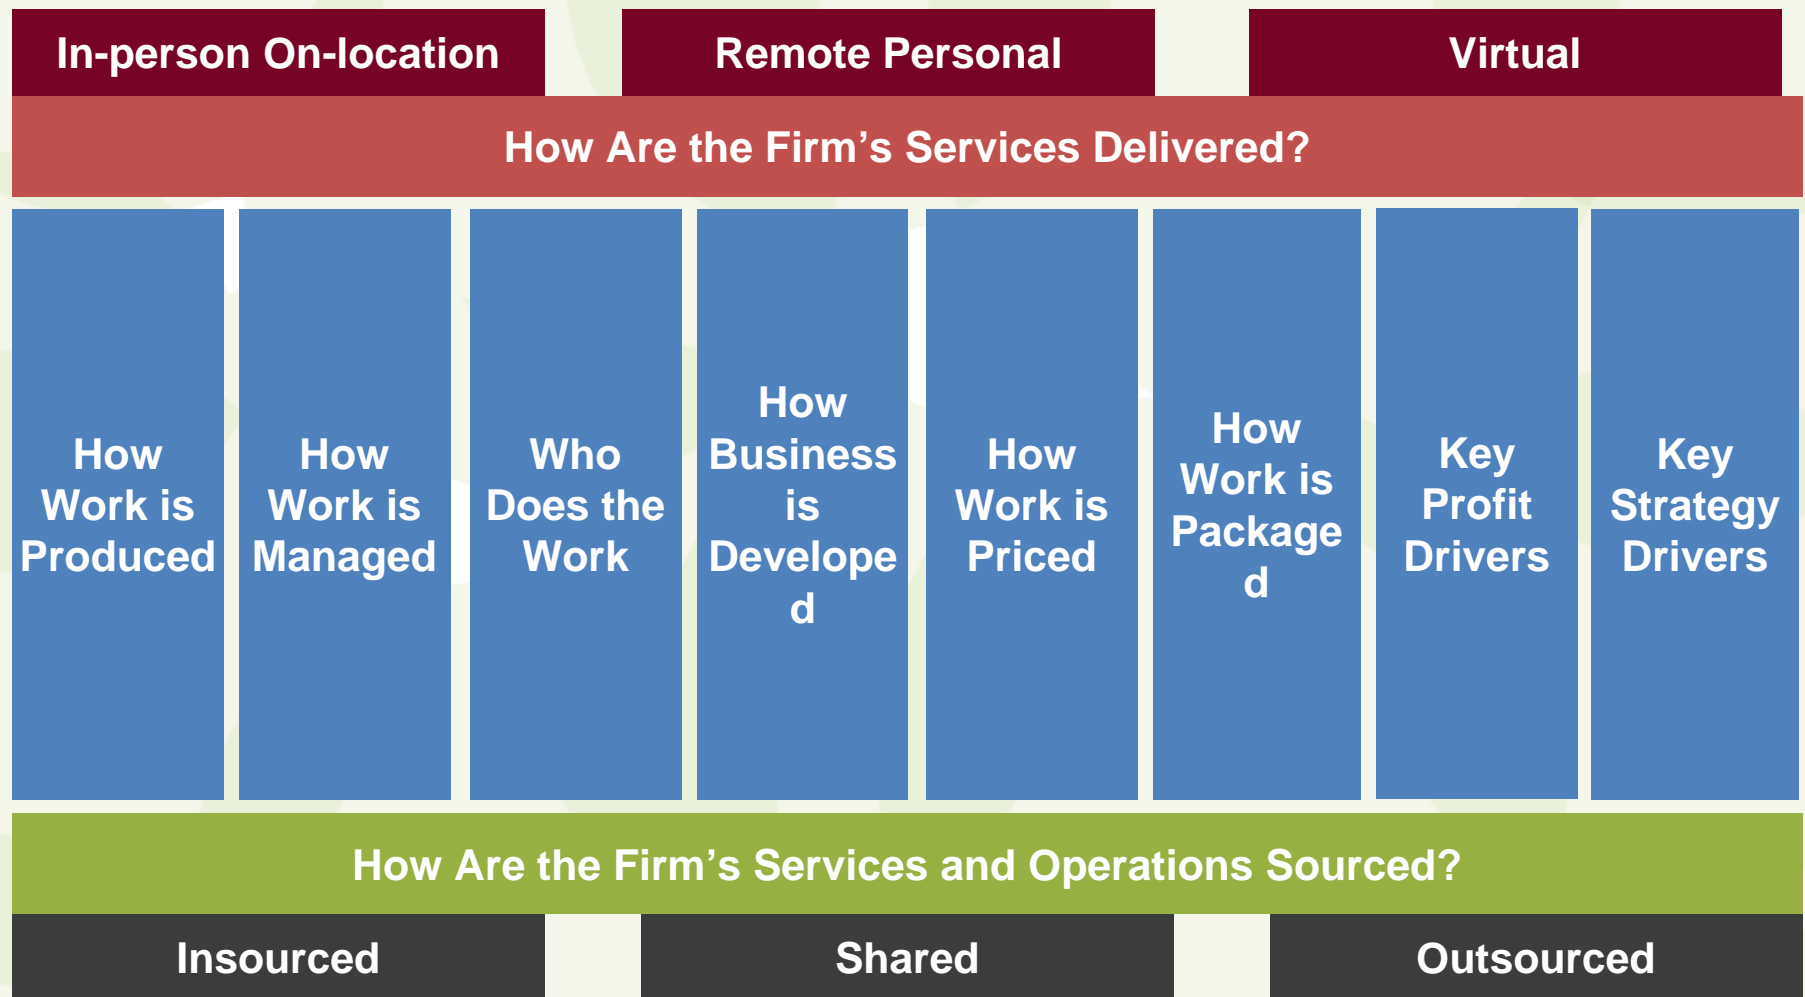 In-person On-location
Remote Personal
Virtual
How Are the Firm’s Services Delivered?
How
Work is
Produced
How
Work is
Managed
Who
Does the
Work
How
Business
is
Develope
d
How
Work is
Priced
How
Work is
Package
d
Key
Profit
Drivers
Key
Strategy
Drivers
How Are the Firm’s Services and Operations Sourced?
Insourced
Shared
Outsourced